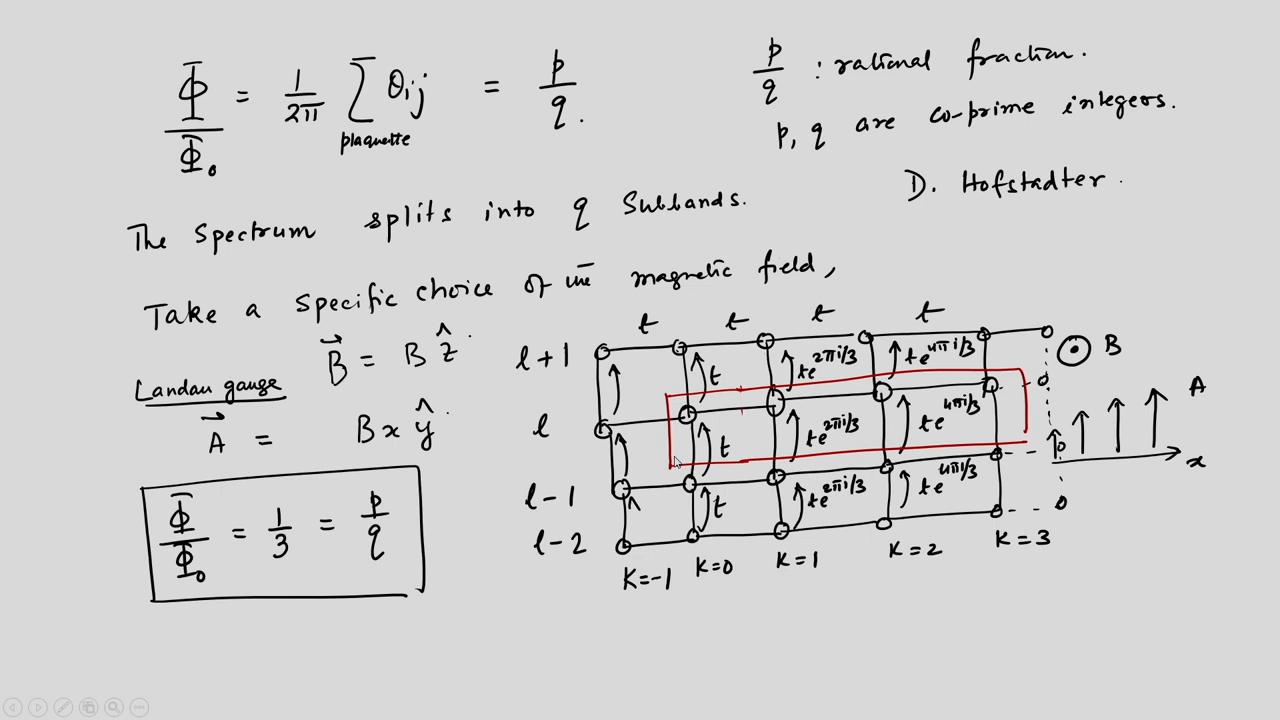 Φ/Φ₀ = 1/2π Σ θij = p/q.
plaquette
p/q : rational fraction.
p, q are co-prime integers.
D. Hofstadter.
The Spectrum splits into q Subbands.
Take a specific choice of the magnetic field,
B = B ẑ.
Landau gauge
A = B x ŷ.
Φ/Φ₀ = 1/3 = p/q
t t t t
l+1 t te^2πi/3 te^4πi/3 B
l t te^2πi/3 te^4πi/3 A
l-1 t te^2πi/3 te^4πi/3 x
l-2
K=-1 K=0 K=1 K=2 K=3